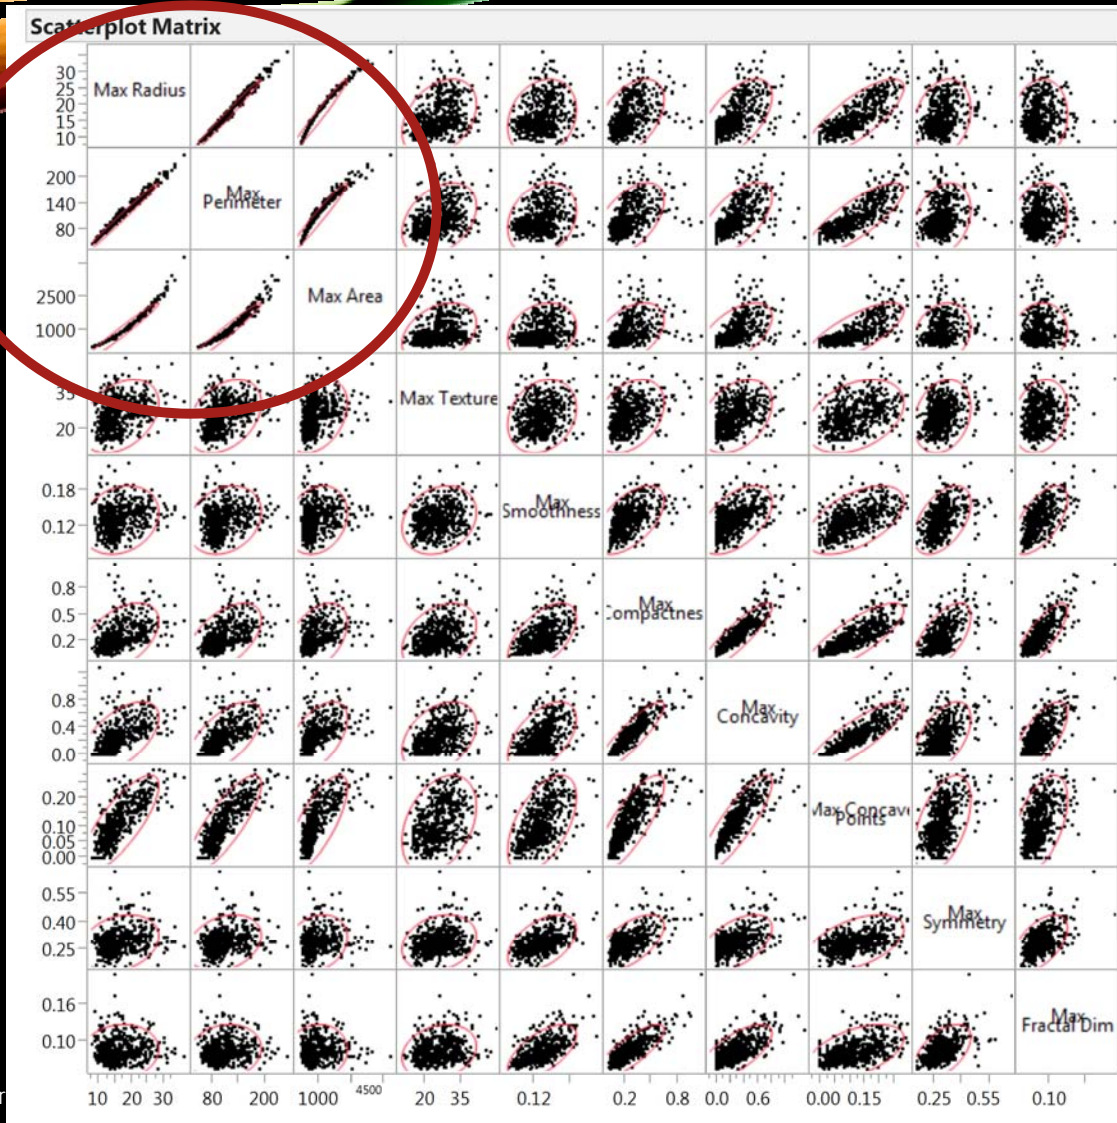 Scatterplot Matrix
30
25
20
15
10
Max Radius
200
140
80
Max
Perimeter
2500
1000
Max Area
35
20
Max Texture
0.18
0.12
Max
Smoothness
0.8
0.5
0.2
Max
Compactnes
0.8
0.4
0.0
Max
Concavity
0.20
0.10
0.05
0.00
Max Concave
Points
0.55
0.40
0.25
Max
Symmetry
0.16
0.10
Max
Fractal Dim
10 20 30 80 200 1000 4500 20 35 0.12 0.2 0.8 0.0 0.6 0.00 0.15 0.25 0.55 0.10